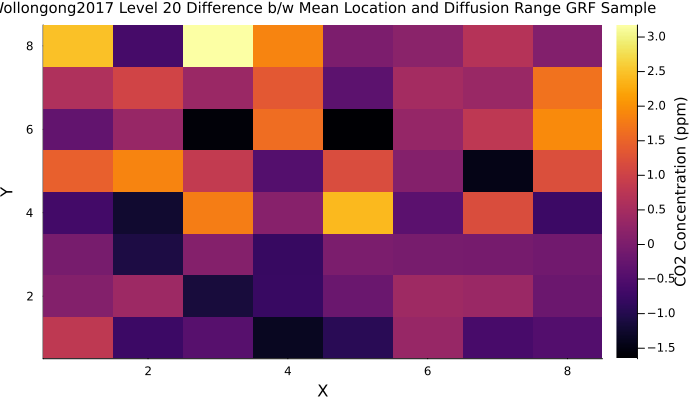 Wollongong2017 Level 20 Difference b/w Mean Location and Diffusion Range GRF Sample
8
6
4
2
Y
2 4 6 8
X
3.0
2.5
2.0
1.5
1.0
0.5
0
−0.5
−1.0
−1.5
CO2 Concentration (ppm)